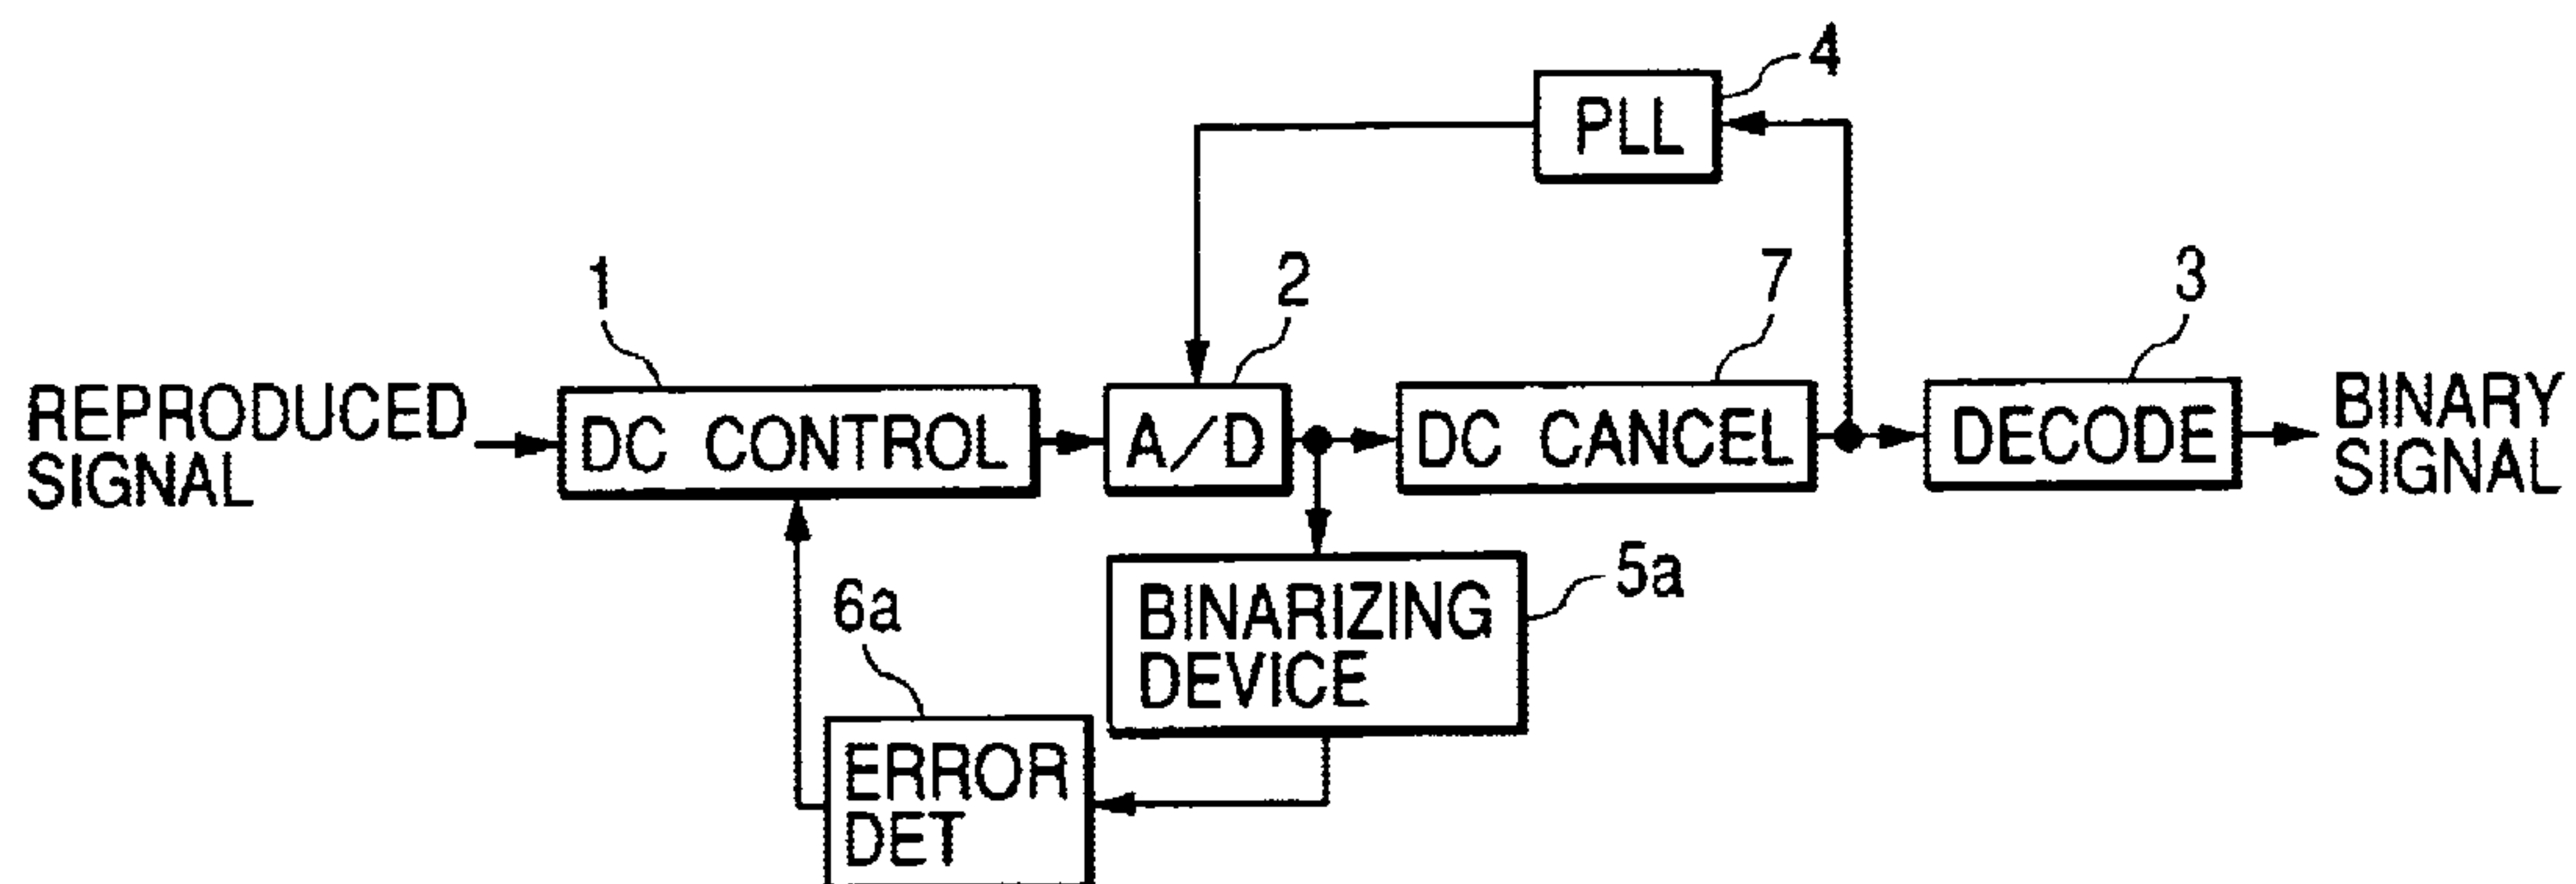 4
PLL
1
2
7
3
REPRODUCED
SIGNAL
DC CONTROL
A/D
DC CANCEL
DECODE
BINARY
SIGNAL
6a
BINARIZING
DEVICE
5a
ERROR
DET